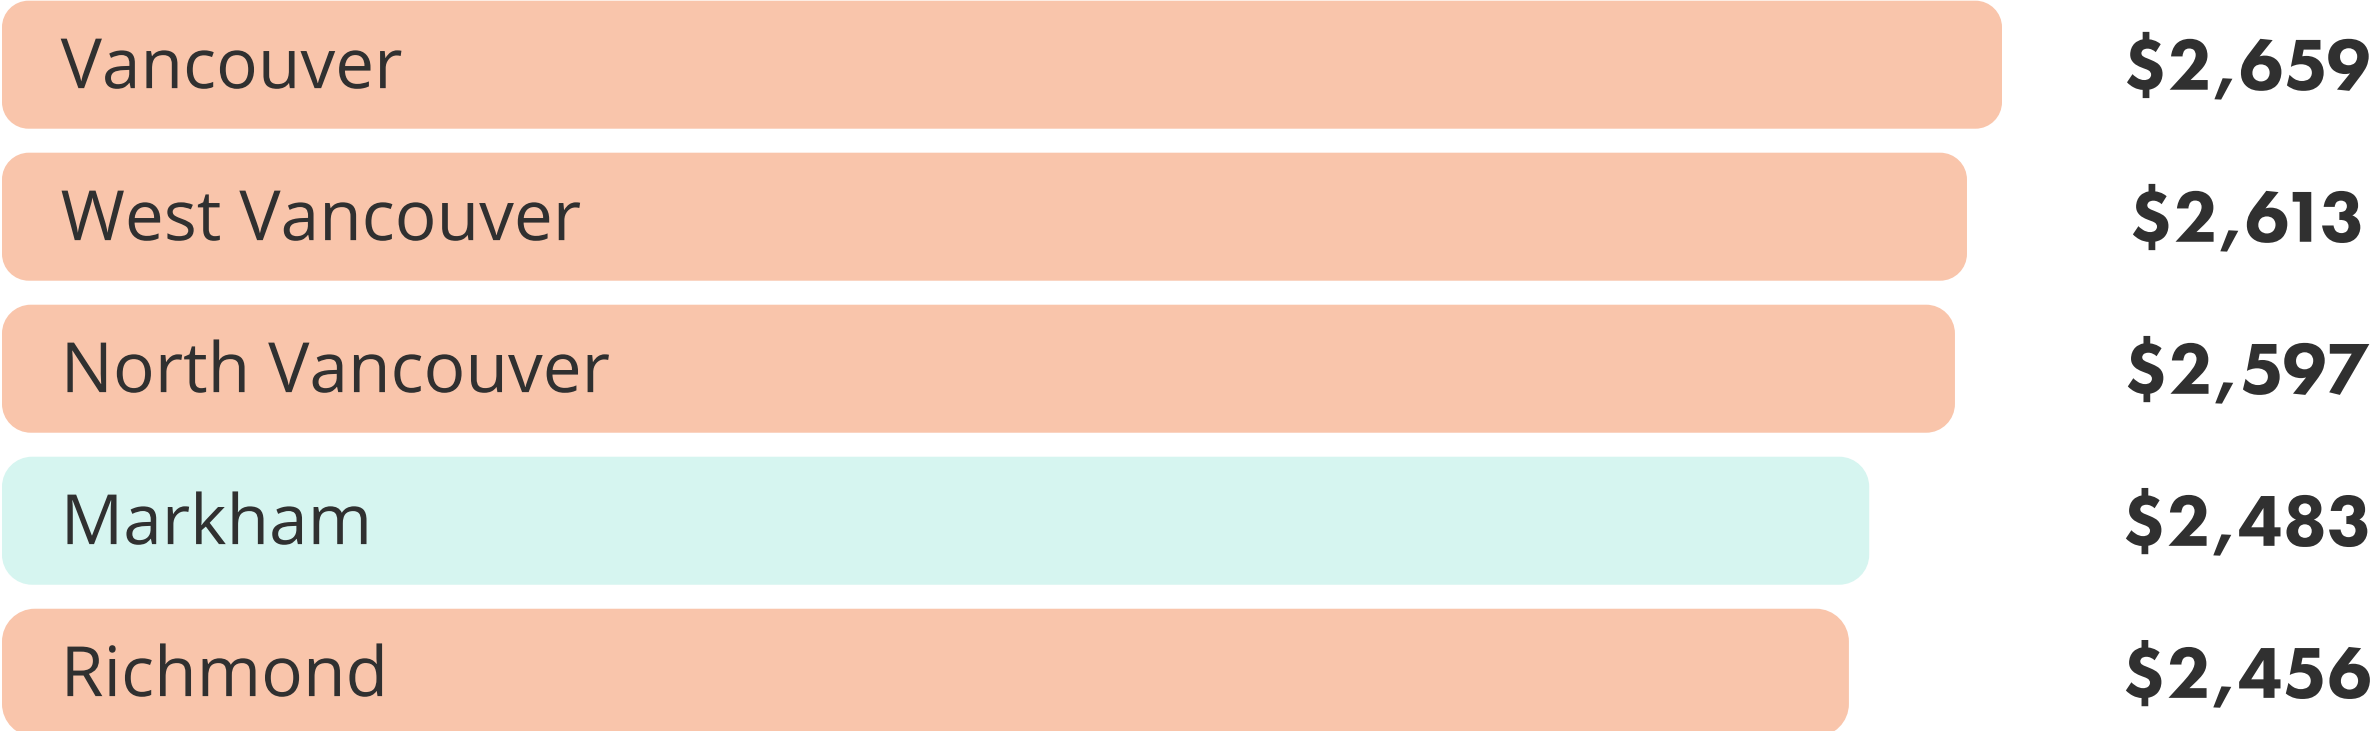 Vancouver $2,659
West Vancouver $2,613
North Vancouver $2,597
Markham $2,483
Richmond $2,456